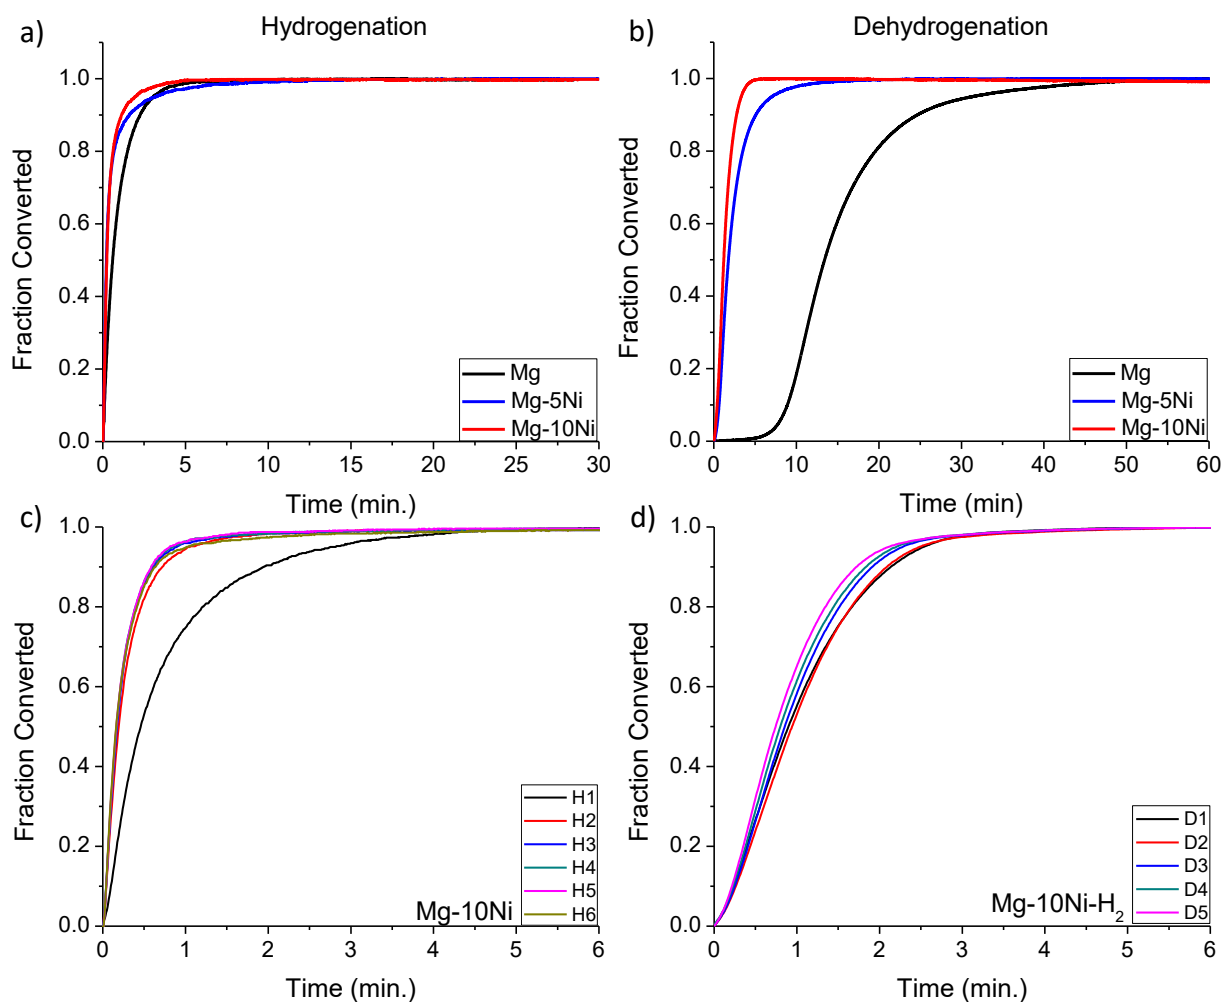 a) Hydrogenation
b) Dehydrogenation
1.0
0.8
0.6
0.4
0.2
0.0
Fraction Converted
Mg
Mg-5Ni
Mg-10Ni
0 5 10 15 20 25 30
Time (min.)
1.0
0.8
0.6
0.4
0.2
0.0
Fraction Converted
Mg
Mg-5Ni
Mg-10Ni
0 10 20 30 40 50 60
Time (min)
c)
1.0
0.8
0.6
0.4
0.2
0.0
Fraction Converted
H1
H2
H3
H4
H5
H6
Mg-10Ni
0 1 2 3 4 5 6
Time (min.)
d)
1.0
0.8
0.6
0.4
0.2
0.0
Fraction Converted
D1
D2
D3
D4
D5
Mg-10Ni-H₂
0 1 2 3 4 5 6
Time (min.)